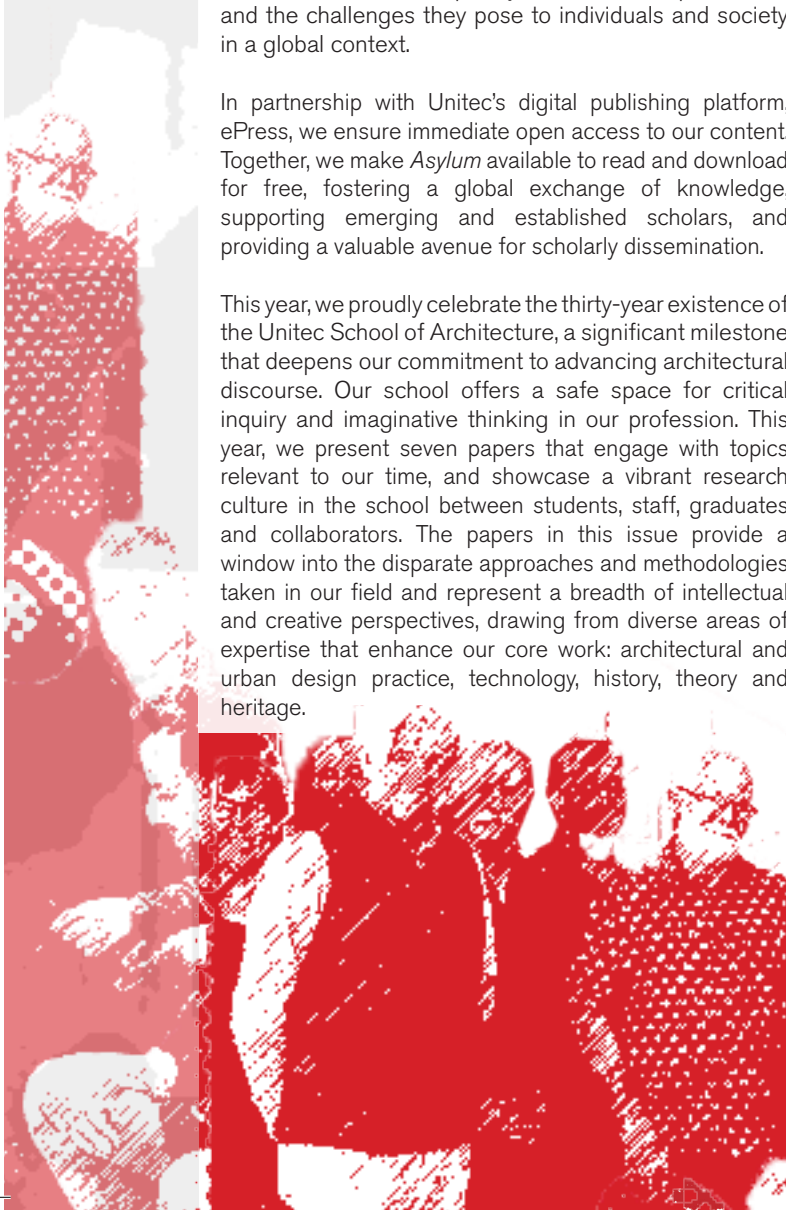 and the challenges they pose to individuals and society
in a global context.
In partnership with Unitec’s digital publishing platform,
ePress, we ensure immediate open access to our content.
Together, we make Asylum available to read and download
for free, fostering a global exchange of knowledge,
supporting emerging and established scholars, and
providing a valuable avenue for scholarly dissemination.
This year, we proudly celebrate the thirty-year existence of
the Unitec School of Architecture, a significant milestone
that deepens our commitment to advancing architectural
discourse. Our school offers a safe space for critical
inquiry and imaginative thinking in our profession. This
year, we present seven papers that engage with topics
relevant to our time, and showcase a vibrant research
culture in the school between students, staff, graduates
and collaborators. The papers in this issue provide a
window into the disparate approaches and methodologies
taken in our field and represent a breadth of intellectual
and creative perspectives, drawing from diverse areas of
expertise that enhance our core work: architectural and
urban design practice, technology, history, theory and
heritage.